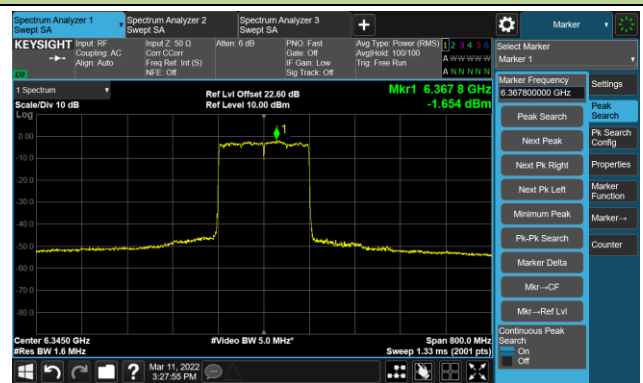 Spectrum Analyzer 1
Swept SA
Spectrum Analyzer 2
Swept SA
Spectrum Analyzer 3
Swept SA
+
Marker
KEYSIGHT
Input: RF
Coupling: AC
Align: Auto
Input Z: 50 Ω
Corr CCorr
Freq Ref: Int (S)
NFE: Off
Atten: 6 dB
PNO: Fast
Gate: Off
IF Gain: Low
Sig Track: Off
Avg Type: Power (RMS)
Avg|Hold: 100/100
Trig: Free Run
1 2 3 4 5 6
A W W W W W
A N N N N N
Select Marker
Marker 1
LW
1 Spectrum
Scale/Div 10 dB
Log
Ref Lvl Offset 22.60 dB
Ref Level 10.00 dBm
Mkr1 6.367 8 GHz
-1.654 dBm
1
0.00
-10.0
-20.0
-30.0
-40.0
-50.0
-60.0
-70.0
-80.0
Center 6.3450 GHz
#Res BW 1.6 MHz
#Video BW 5.0 MHz*
Span 800.0 MHz
Sweep 1.33 ms (2001 pts)
Marker Frequency
6.367800000 GHz
Peak Search
Next Peak
Next Pk Right
Next Pk Left
Minimum Peak
Pk-Pk Search
Marker Delta
Mkr→CF
Mkr→Ref Lvl
Continuous Peak
Search
On
Off
Settings
Peak
Search
Pk Search
Config
Properties
Marker
Function
Marker→
Counter
?
Mar 11, 2022
3:27:55 PM